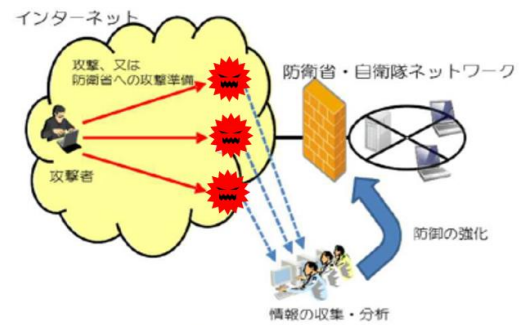 インターネット
攻撃、又は
防衛省への攻撃準備
防衛省・自衛隊ネットワーク
攻撃者
防御の強化
情報の収集・分析